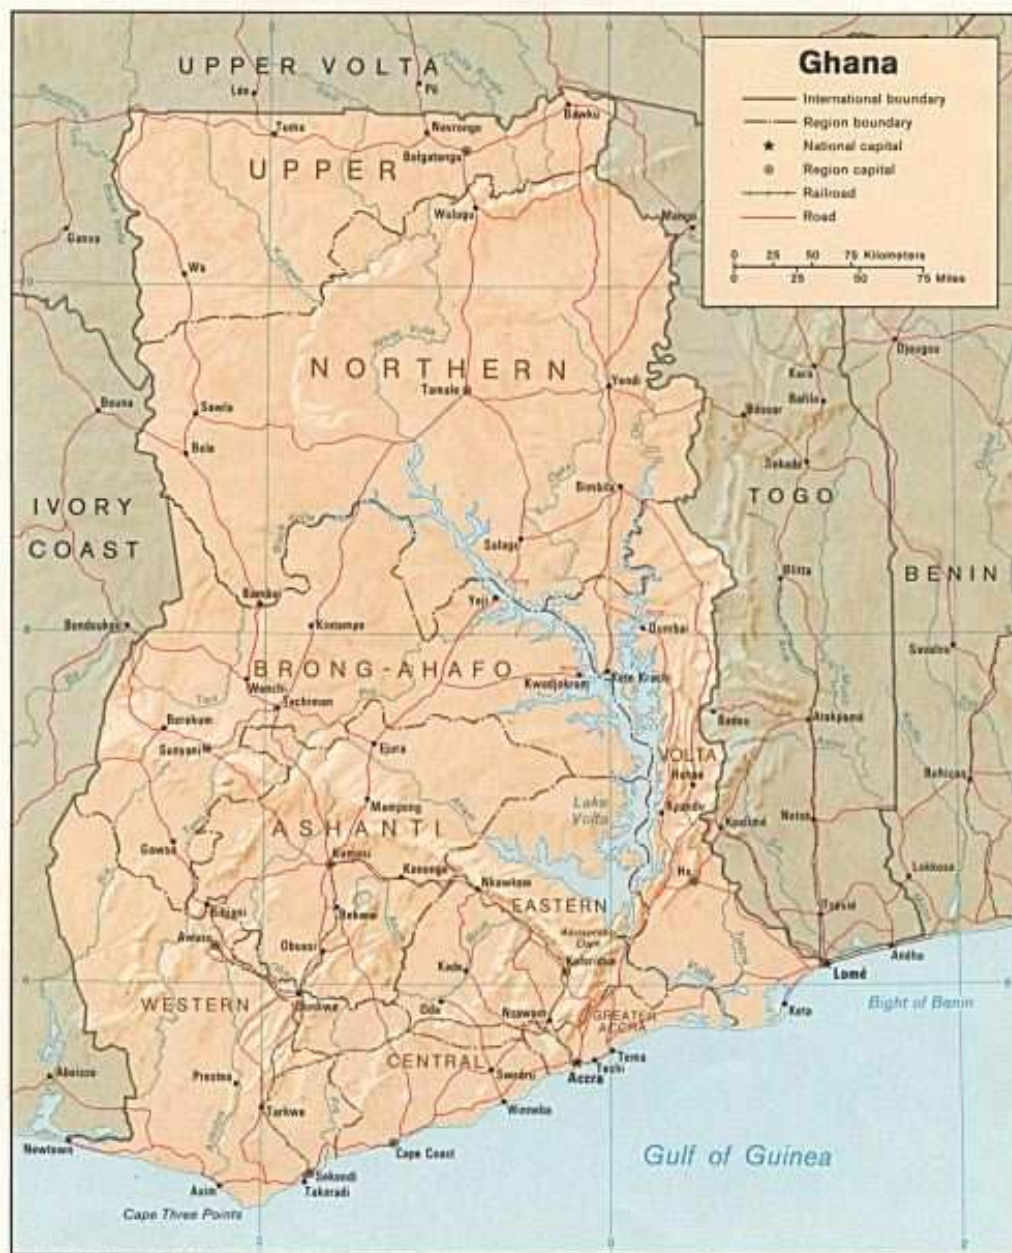 UPPER VOLTA
Ghana
International boundary
Region boundary
National capital
Region capital
Railroad
Road
0 25 50 75 Kilometers
0 25 50 75 Miles
Léo
Pô
Tumu
Navrongo
Bawku
Bolgatanga
UPPER
Walugu
Mango
Gaoua
Wa
NORTHERN
Djougou
Kara
Bafilo
Tamale
Yendi
Bassar
Bouna
Sawla
Bole
Sokodé
IVORY
COAST
TOGO
Bimbila
Salaga
Blitta
BENIN
Bamboi
Yeji
Bondoukou
Kintampo
Dumbai
Savalou
BRONG-AHAFO
Kwadjokrom
Kete Krachi
Wenchi
Techiman
Badou
Atakpamé
Berekum
Sunyani
Ejura
VOLTA
Hohoe
Bohicon
Mampong
Lake
Volta
Kpandu
ASHANTI
Kpalimé
Notsé
Goaso
Kumasi
Konongo
Nkawkaw
Ho
Lokossa
Bibiani
Bekwai
EASTERN
Tsévié
Awaso
Obuasi
Akosombo
Dam
Koforidua
Kade
Lomé
Aného
WESTERN
Dunkwa
Oda
Nsawam
GREATER
ACCRA
Keta
Bight of Benin
CENTRAL
Tema
Teshi
Accra
Aboisso
Prestea
Swedru
Tarkwa
Winneba
Newtown
Cape Coast
Gulf of Guinea
Sekondi
Takoradi
Axim
Cape Three Points